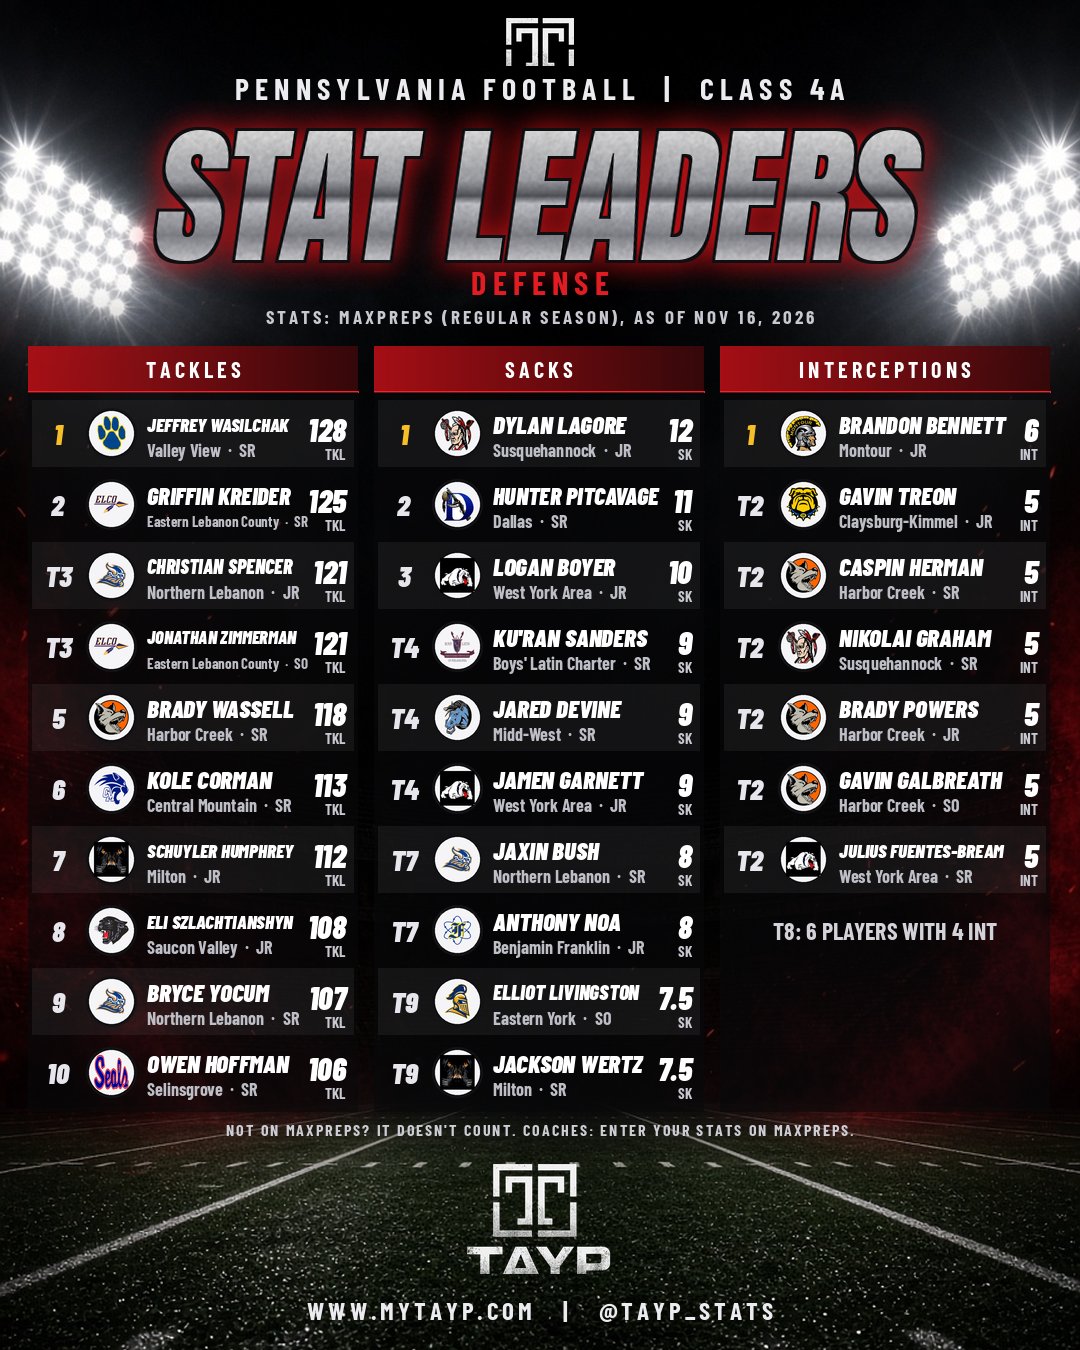 PENNSYLVANIA FOOTBALL | CLASS 4A
STAT LEADERS
DEFENSE
STATS: MAXPREPS (REGULAR SEASON), AS OF NOV 16, 2026
TACKLES
1 JEFFREY WASILCHAK 128
Valley View · SR TKL
2 GRIFFIN KREIDER 125
Eastern Lebanon County · SR TKL
T3 CHRISTIAN SPENCER 121
Northern Lebanon · JR TKL
T3 JONATHAN ZIMMERMAN 121
Eastern Lebanon County · SO TKL
5 BRADY WASSELL 118
Harbor Creek · SR TKL
6 KOLE CORMAN 113
Central Mountain · SR TKL
7 SCHUYLER HUMPHREY 112
Milton · JR TKL
8 ELI SZLACHTIANSHYN 108
Saucon Valley · JR TKL
9 BRYCE YOCUM 107
Northern Lebanon · SR TKL
10 OWEN HOFFMAN 106
Selinsgrove · SR TKL
SACKS
1 DYLAN LAGORE 12
Susquehannock · JR SK
2 HUNTER PITCAVAGE 11
Dallas · SR SK
3 LOGAN BOYER 10
West York Area · JR SK
T4 KU'RAN SANDERS 9
Boys' Latin Charter · SR SK
T4 JARED DEVINE 9
Midd-West · SR SK
T4 JAMEN GARNETT 9
West York Area · JR SK
T7 JAXIN BUSH 8
Northern Lebanon · SR SK
T7 ANTHONY NOA 8
Benjamin Franklin · JR SK
T9 ELLIOT LIVINGSTON 7.5
Eastern York · SO SK
T9 JACKSON WERTZ 7.5
Milton · SR SK
INTERCEPTIONS
1 BRANDON BENNETT 6
Montour · JR INT
T2 GAVIN TREON 5
Claysburg-Kimmel · JR INT
T2 CASPIN HERMAN 5
Harbor Creek · SR INT
T2 NIKOLAI GRAHAM 5
Susquehannock · SR INT
T2 BRADY POWERS 5
Harbor Creek · JR INT
T2 GAVIN GALBREATH 5
Harbor Creek · SO INT
T2 JULIUS FUENTES-BREAM 5
West York Area · SR INT
T8: 6 PLAYERS WITH 4 INT
ELCO
ELCO
Seals
NOT ON MAXPREPS? IT DOESN'T COUNT. COACHES: ENTER YOUR STATS ON MAXPREPS.
TAYP
WWW.MYTAYP.COM | @TAYP_STATS